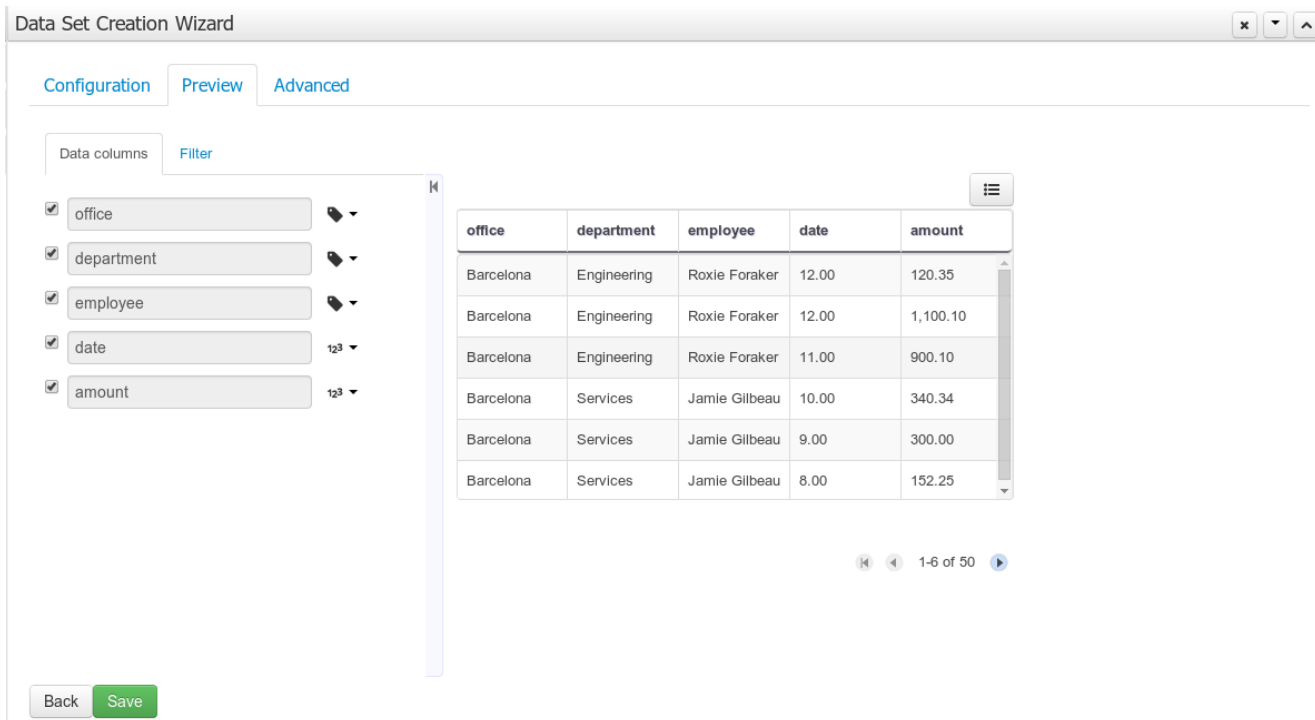 Data Set Creation Wizard
Configuration Preview Advanced
Data columns Filter
office
department
employee
date 123
amount 123
office department employee date amount
Barcelona Engineering Roxie Foraker 12.00 120.35
Barcelona Engineering Roxie Foraker 12.00 1,100.10
Barcelona Engineering Roxie Foraker 11.00 900.10
Barcelona Services Jamie Gilbeau 10.00 340.34
Barcelona Services Jamie Gilbeau 9.00 300.00
Barcelona Services Jamie Gilbeau 8.00 152.25
1-6 of 50
Back Save